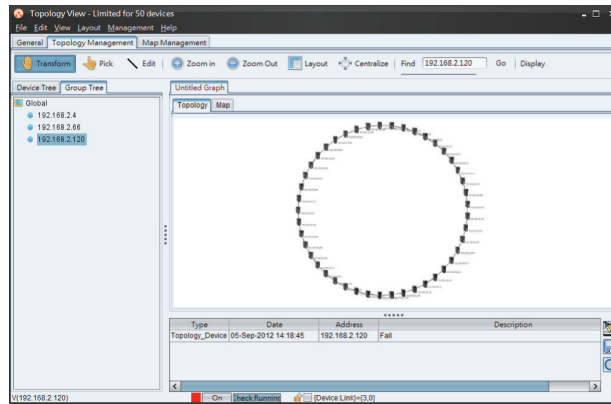 Topology View - Limited for 50 devices
File Edit View Layout Management Help
General Topology Management Map Management
Transform Pick Edit Zoom in Zoom Out Layout Centralize Find 192.168.2.120 Go Display
Device Tree Group Tree Untitled Graph
Global
192.168.2.4
192.168.2.66
192.168.2.120
Topology Map
Type Date Address Description
Topology_Device 05-Sep-2012 14:18:45 192.168.2.120 Fail
V(192.168.2.120) On Check:Running {Device:Link}={3,0}